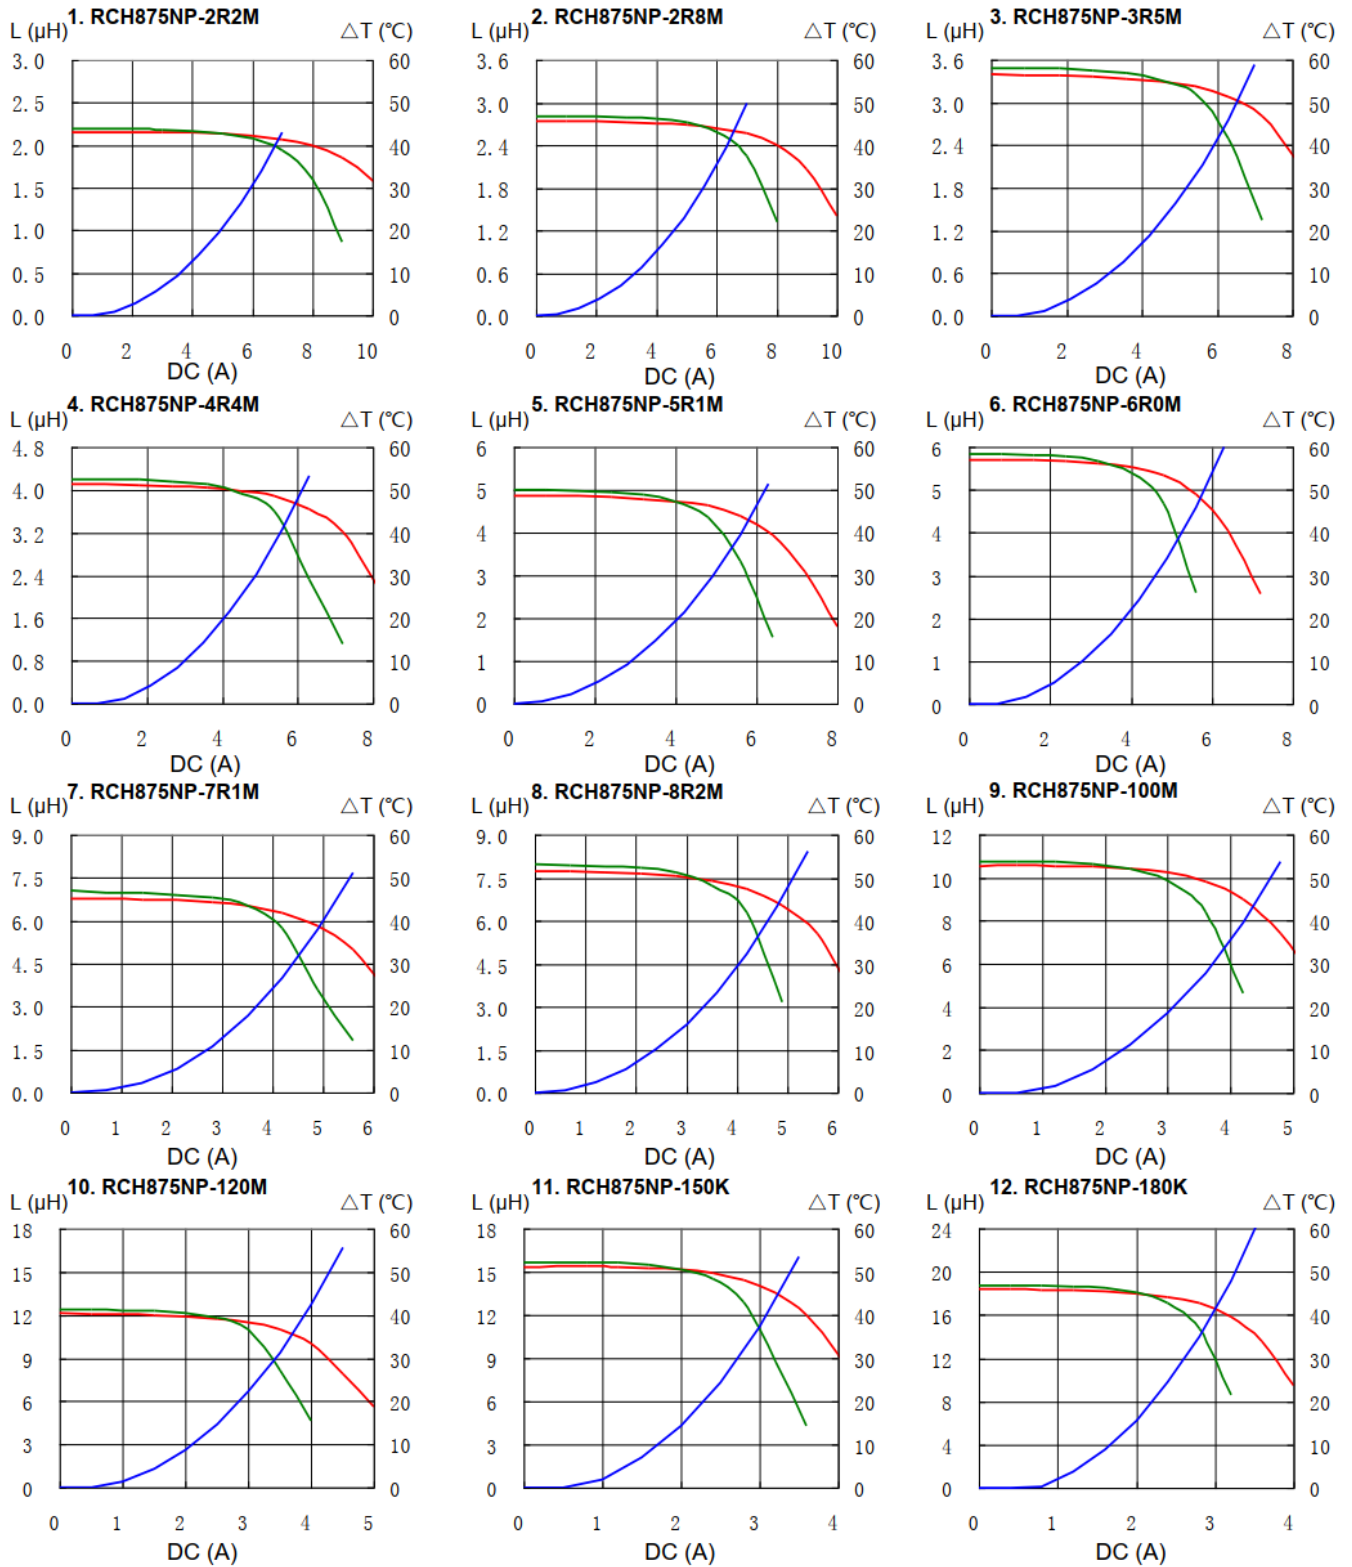 1. RCH875NP-2R2M
L (μH) △T (℃)
3.0 60
2.5 50
2.0 40
1.5 30
1.0 20
0.5 10
0.0 0
0 2 4 6 8 10
DC (A)
2. RCH875NP-2R8M
L (μH) △T (℃)
3.6 60
3.0 50
2.4 40
1.8 30
1.2 20
0.6 10
0.0 0
0 2 4 6 8 10
DC (A)
3. RCH875NP-3R5M
L (μH) △T (℃)
3.6 60
3.0 50
2.4 40
1.8 30
1.2 20
0.6 10
0.0 0
0 2 4 6 8
DC (A)
4. RCH875NP-4R4M
L (μH) △T (℃)
4.8 60
4.0 50
3.2 40
2.4 30
1.6 20
0.8 10
0.0 0
0 2 4 6 8
DC (A)
5. RCH875NP-5R1M
L (μH) △T (℃)
6 60
5 50
4 40
3 30
2 20
1 10
0 0
0 2 4 6 8
DC (A)
6. RCH875NP-6R0M
L (μH) △T (℃)
6 60
5 50
4 40
3 30
2 20
1 10
0 0
0 2 4 6 8
DC (A)
7. RCH875NP-7R1M
L (μH) △T (℃)
9.0 60
7.5 50
6.0 40
4.5 30
3.0 20
1.5 10
0.0 0
0 1 2 3 4 5 6
DC (A)
8. RCH875NP-8R2M
L (μH) △T (℃)
9.0 60
7.5 50
6.0 40
4.5 30
3.0 20
1.5 10
0.0 0
0 1 2 3 4 5 6
DC (A)
9. RCH875NP-100M
L (μH) △T (℃)
12 60
10 50
8 40
6 30
4 20
2 10
0 0
0 1 2 3 4 5
DC (A)
10. RCH875NP-120M
L (μH) △T (℃)
18 60
15 50
12 40
9 30
6 20
3 10
0 0
0 1 2 3 4 5
DC (A)
11. RCH875NP-150K
L (μH) △T (℃)
18 60
15 50
12 40
9 30
6 20
3 10
0 0
0 1 2 3 4
DC (A)
12. RCH875NP-180K
L (μH) △T (℃)
24 60
20 50
16 40
12 30
8 20
4 10
0 0
0 1 2 3 4
DC (A)